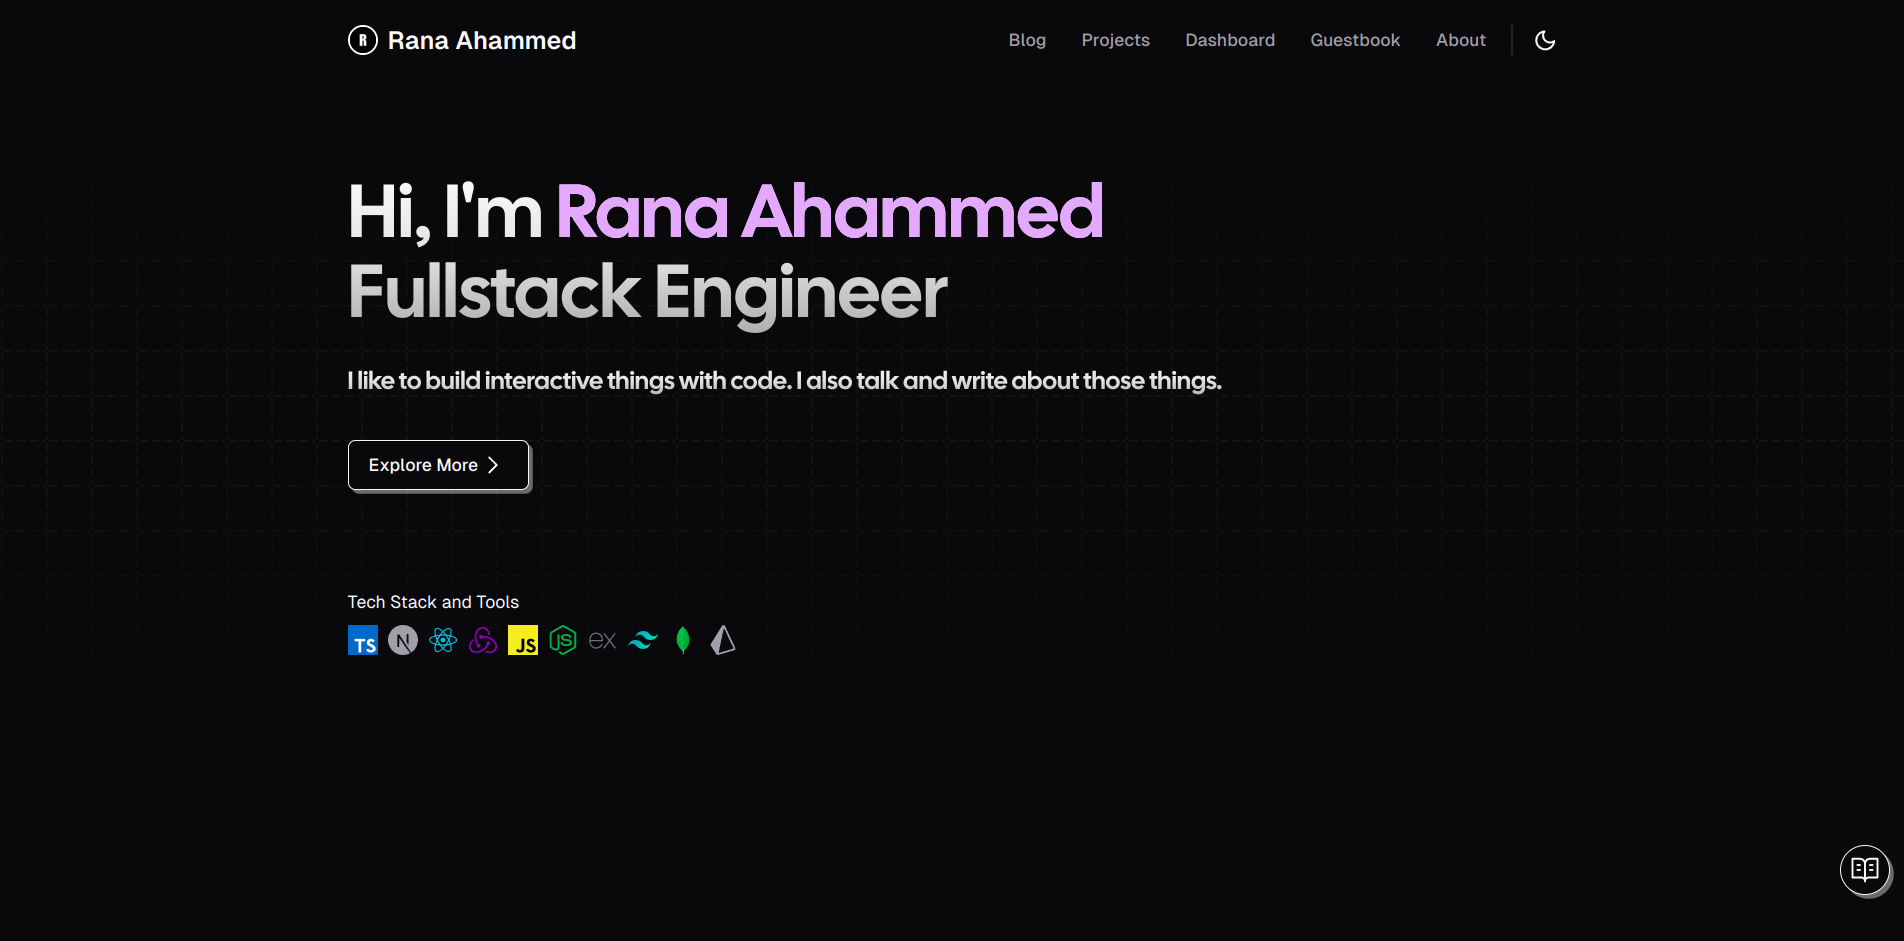 R Rana Ahammed
Blog Projects Dashboard Guestbook About
Hi, I'm Rana Ahammed
Fullstack Engineer
I like to build interactive things with code. I also talk and write about those things.
Explore More
Tech Stack and Tools
TS N JS JS ex